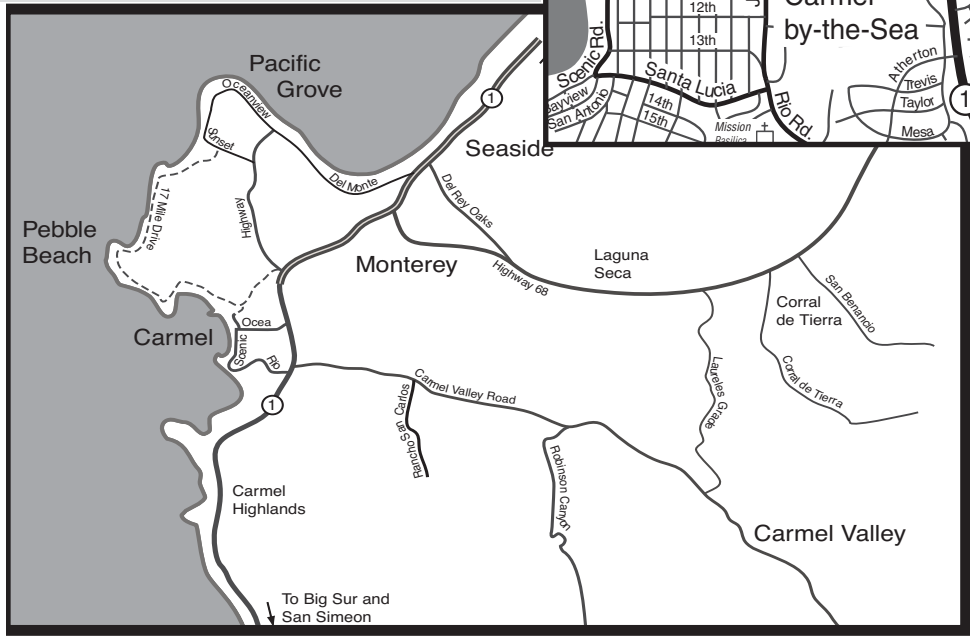 12th
Carmel
by-the-Sea
13th
Scenic Rd.
Santa Lucia
Atherton
Trevis
Taylor
Mesa
1
Bayview
San Antonio
14th
15th
Mission
Basilica
Rio Rd.
Pacific
Grove
Oceanview
Sunset
1
Seaside
Del Monte
Del Rey Oaks
17 Mile Drive
Highway
Pebble
Beach
Monterey
Highway 68
Laguna
Seca
San Benancio
Corral
de Tierra
Corral de Tierra
Carmel
Ocea
Scenic
Rio
Laureles Grade
1
Carmel Valley Road
Rancho San Carlos
Robinson Canyon
Carmel
Highlands
Carmel Valley
To Big Sur and
San Simeon